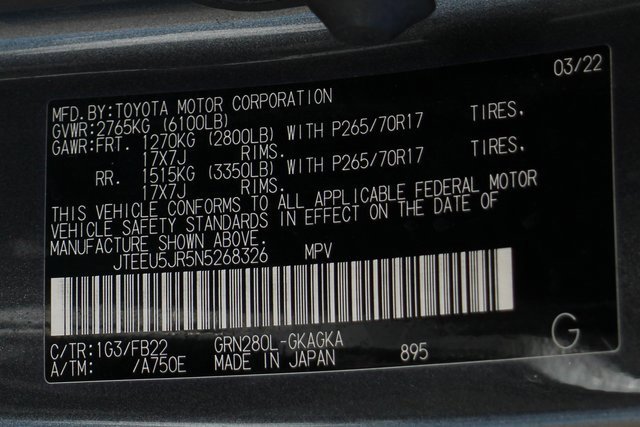 03/22
MFD.BY:TOYOTA MOTOR CORPORATION
GVWR:2765KG (6100LB)
GAWR:FRT. 1270KG (2800LB) WITH P265/70R17 TIRES,
17X7J RIMS.
RR. 1515KG (3350LB) WITH P265/70R17 TIRES,
17X7J RIMS.
THIS VEHICLE CONFORMS TO ALL APPLICABLE FEDERAL MOTOR
VEHICLE SAFETY STANDARDS IN EFFECT ON THE DATE OF
MANUFACTURE SHOWN ABOVE.
JTEEU5JR5N5268326 MPV
C/TR:1G3/FB22 GRN280L-GKAGKA
A/TM: /A750E MADE IN JAPAN 895
G